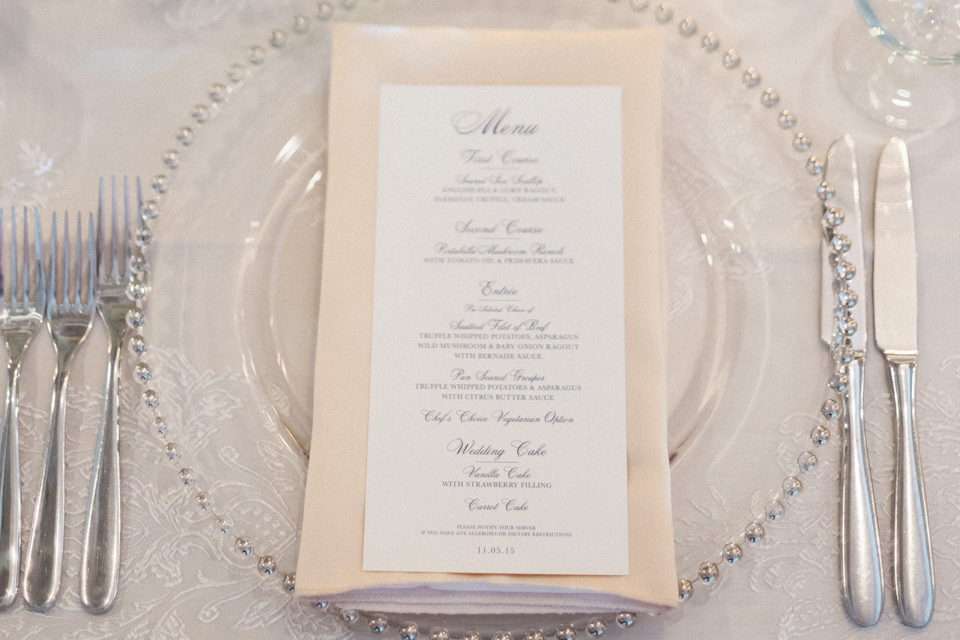 Menu
First Course
Seared Sea Scallop
ENGLISH PEA & CORN RAGOUT,
PARMESAN TRUFFLE, CREAM SAUCE
Second Course
Portabella Mushroom Ravioli
WITH TOMATO OIL & PRIMAVERA SAUCE
Entrée
Pre-Selected Choice of
Sauteed Filet of Beef
TRUFFLE WHIPPED POTATOES, ASPARAGUS
WILD MUSHROOM & BABY ONION RAGOUT
WITH BERNAISE SAUCE
Pan Seared Grouper
TRUFFLE WHIPPED POTATOES & ASPARAGUS
WITH CITRUS BUTTER SAUCE
Chef's Choice Vegetarian Option
Wedding Cake
Vanilla Cake
WITH STRAWBERRY FILLING
Carrot Cake
PLEASE NOTIFY YOUR SERVER
IF YOU HAVE ANY ALLERGIES OR DIETARY RESTRICTIONS.
11.05.15